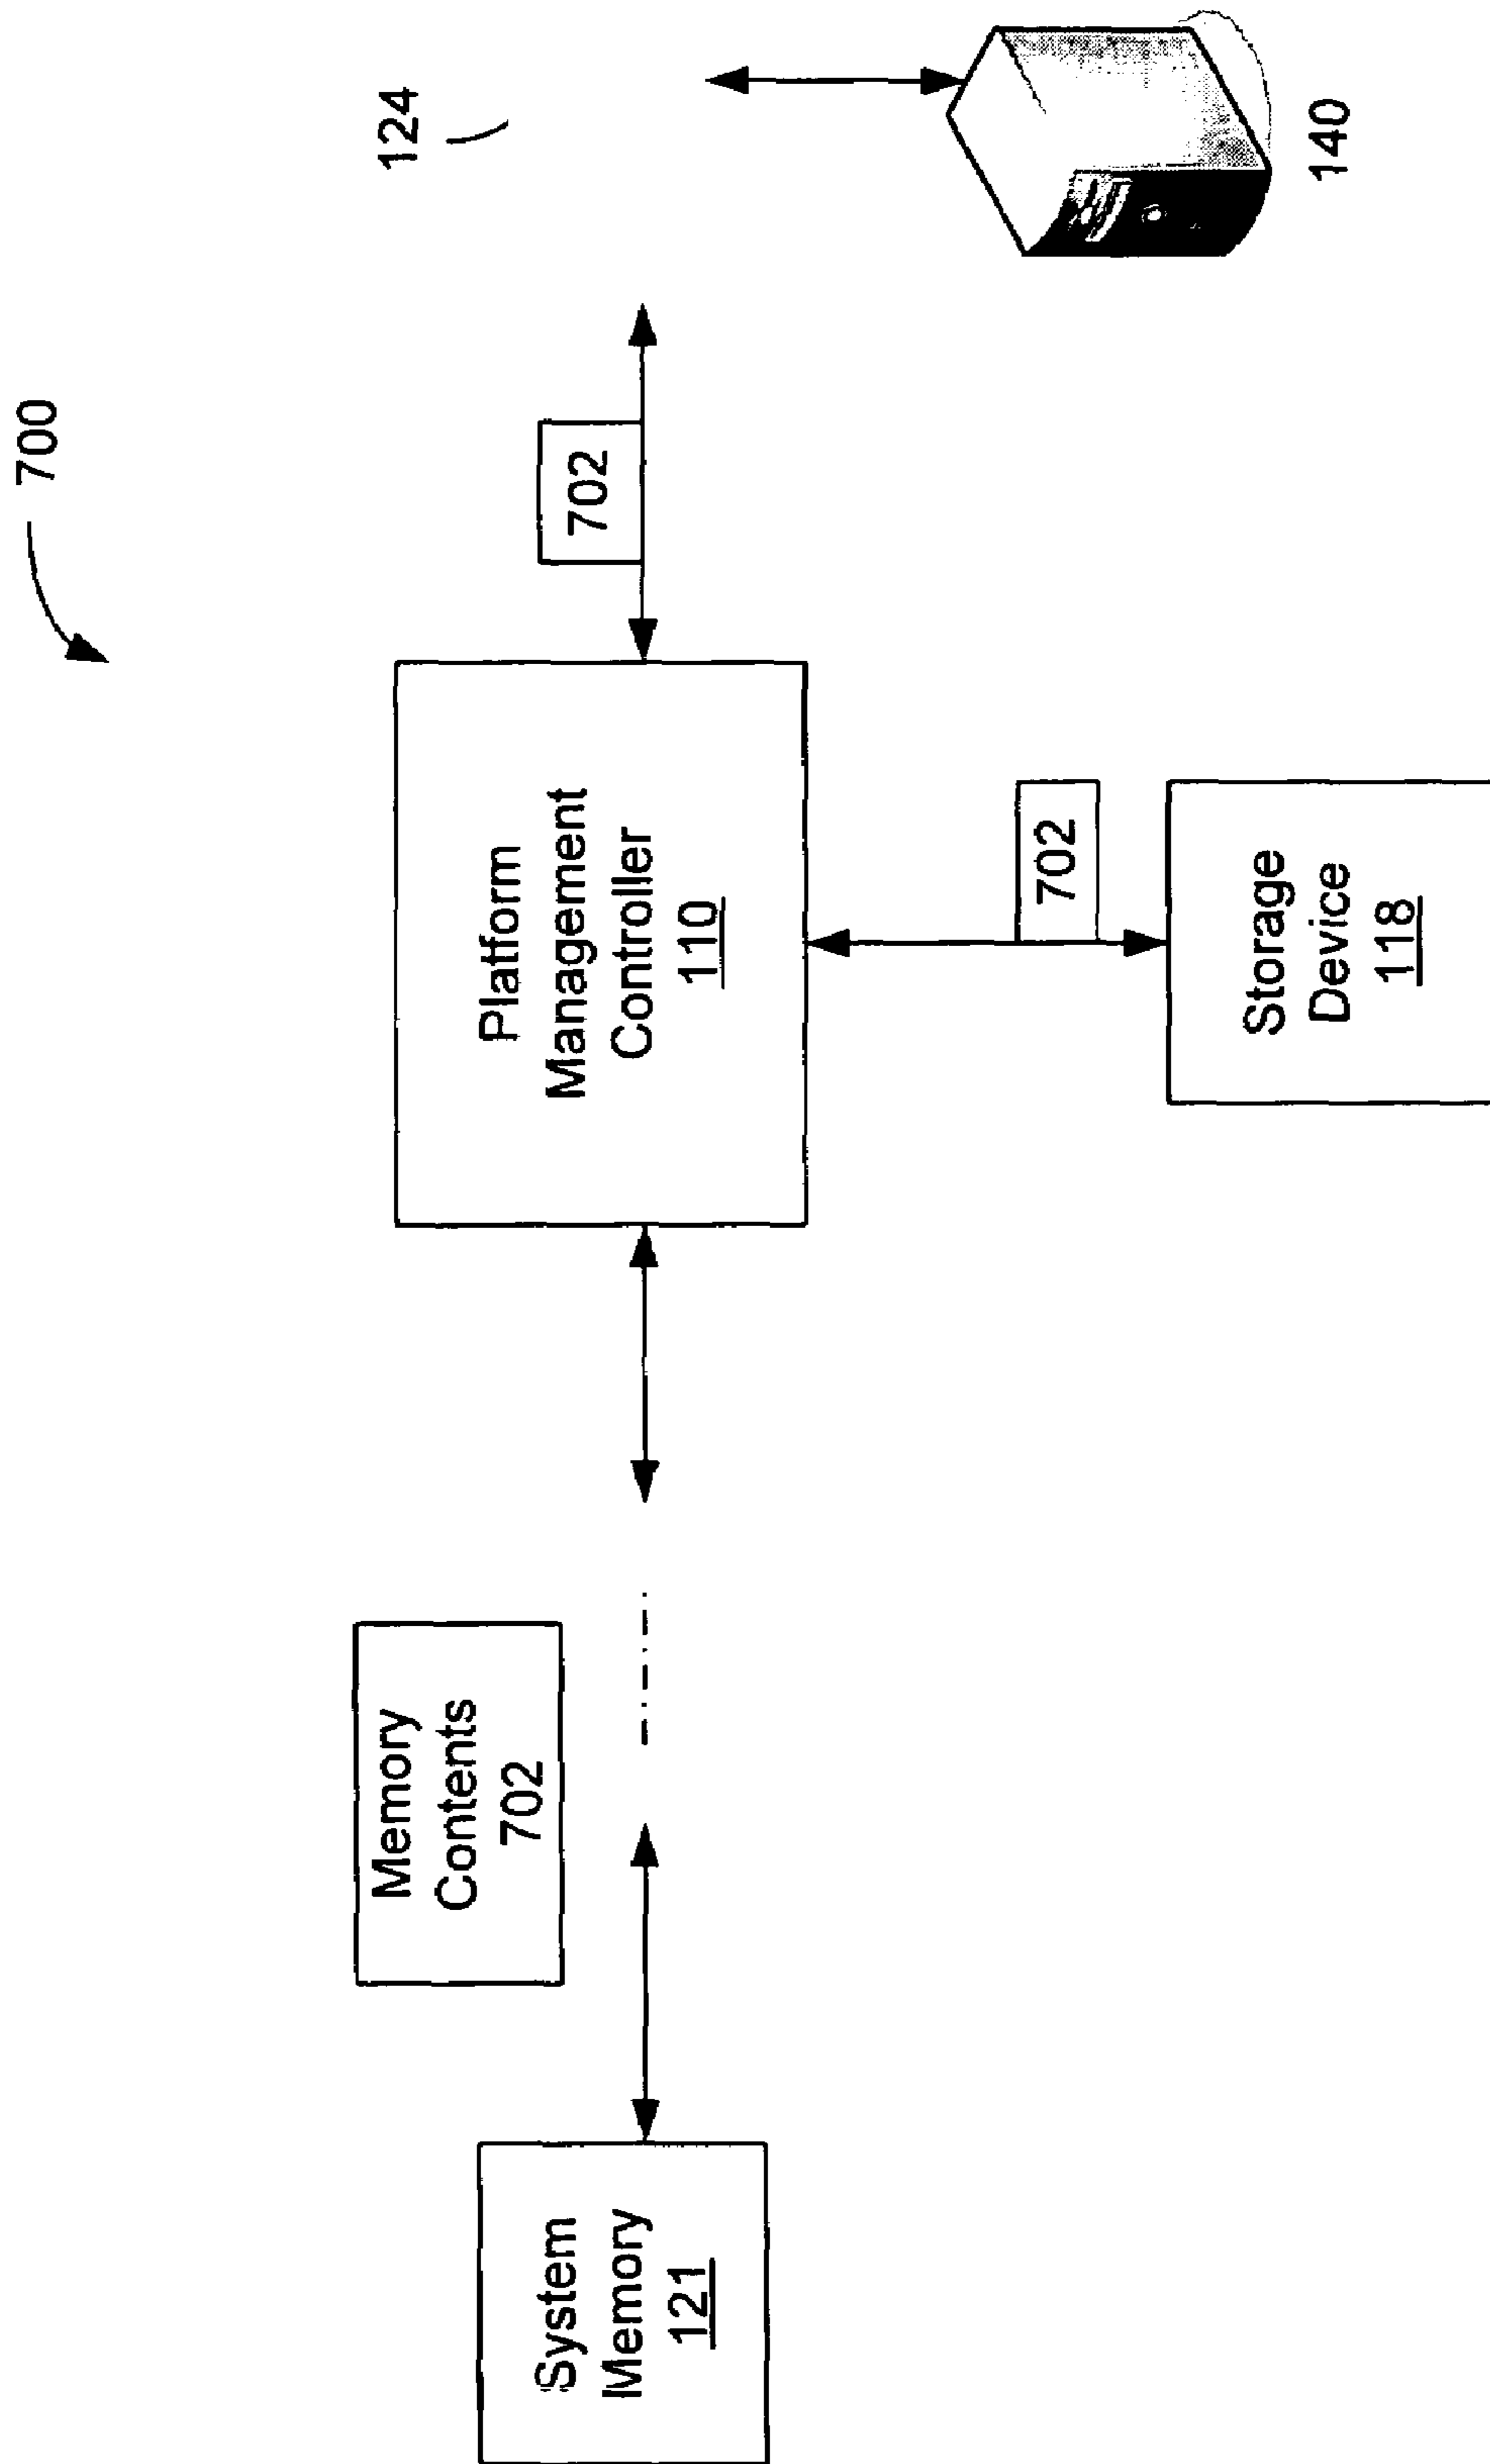 700
124
Memory
Contents
702
702
System
Memory
121
Platform
Management
Controller
110
702
Storage
Device
118
140